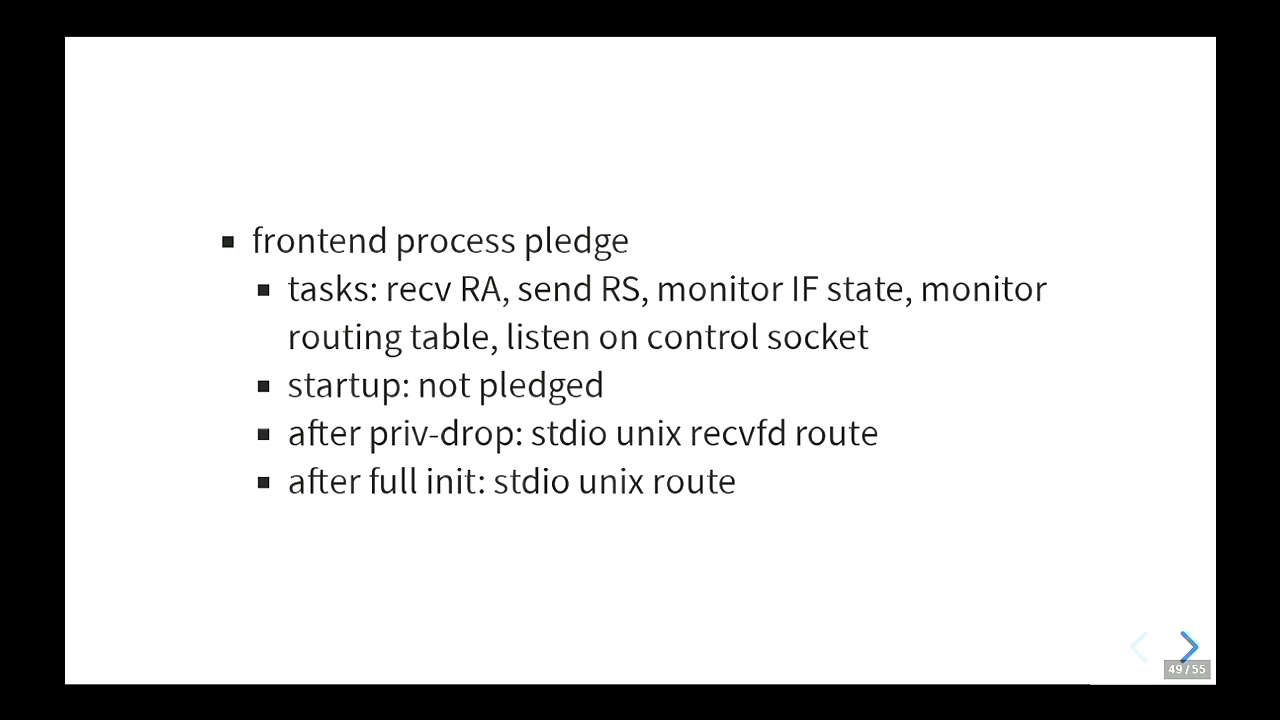 frontend process pledge
tasks: recv RA, send RS, monitor IF state, monitor
routing table, listen on control socket
startup: not pledged
after priv-drop: stdio unix recvfd route
after full init: stdio unix route
49 / 55